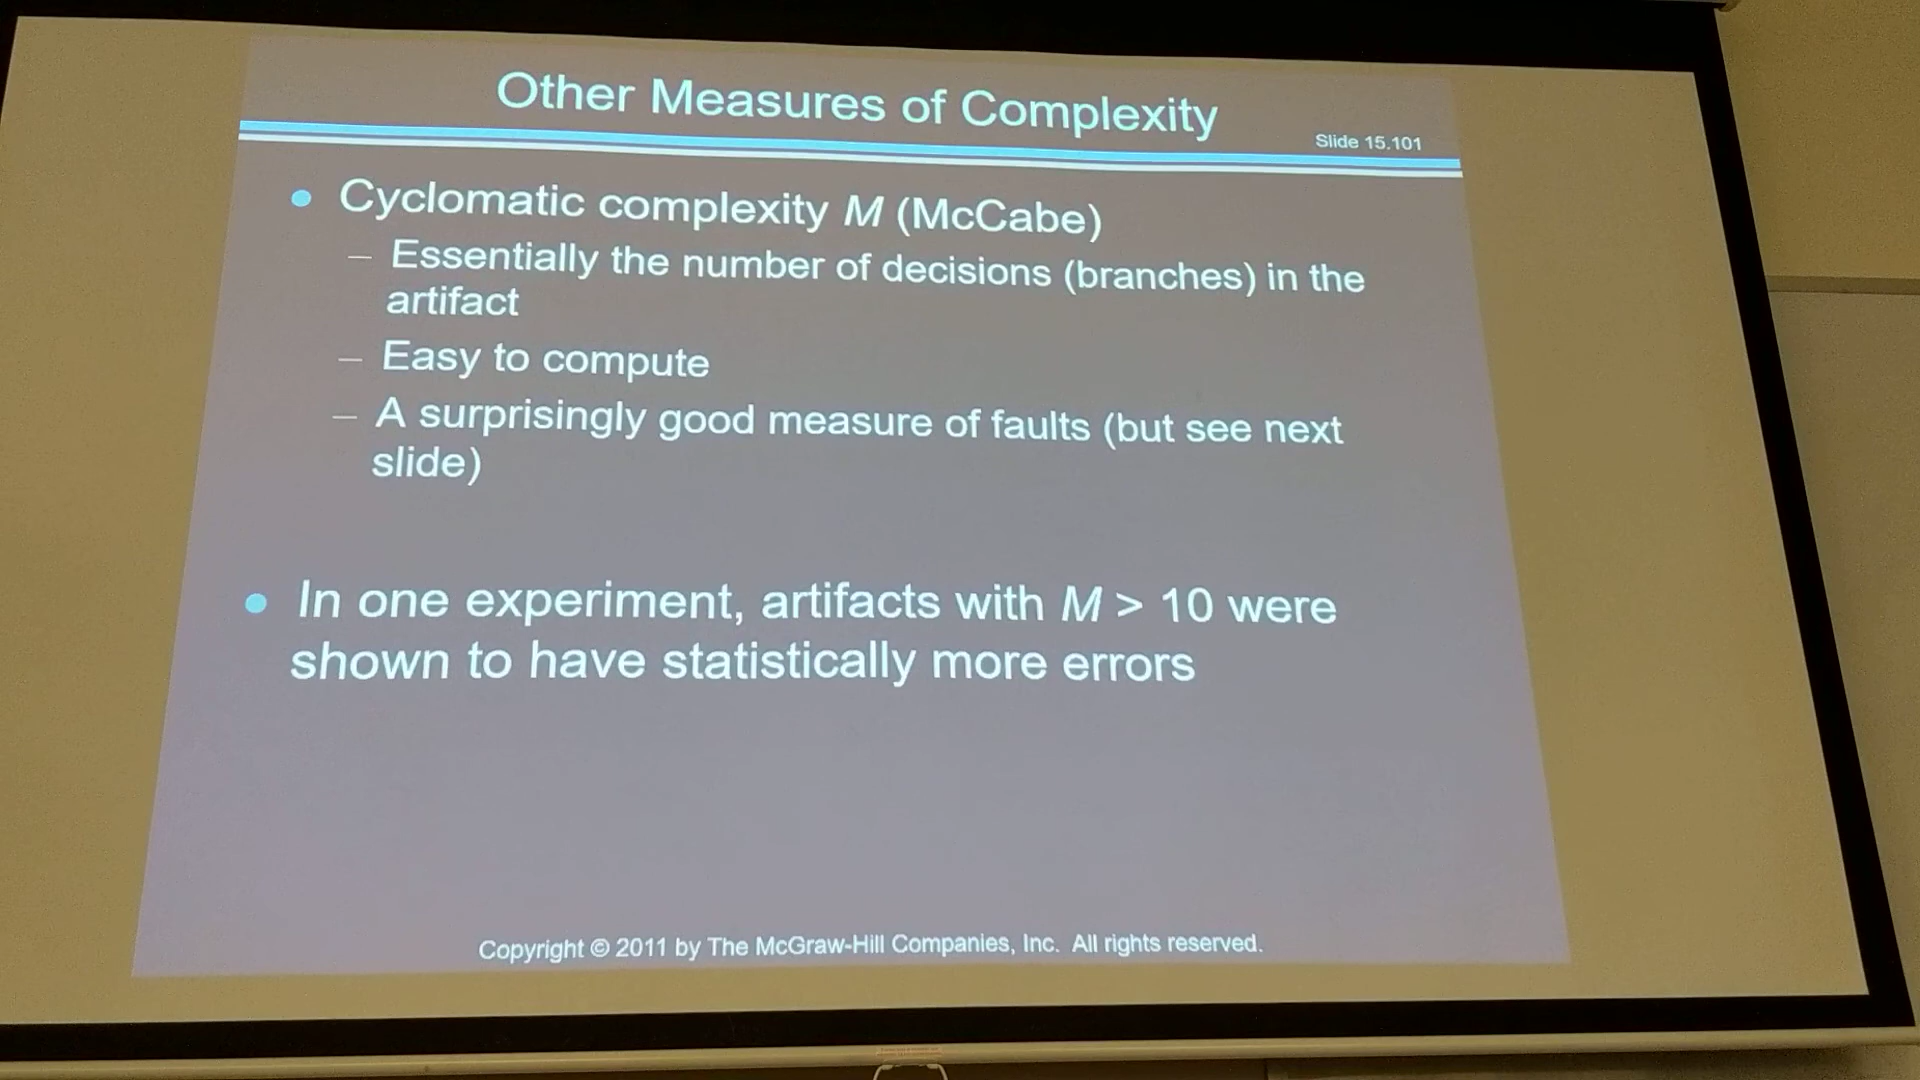 Other Measures of Complexity
Slide 15.101
• Cyclomatic complexity M (McCabe)
– Essentially the number of decisions (branches) in the
artifact
– Easy to compute
– A surprisingly good measure of faults (but see next
slide)
• In one experiment, artifacts with M > 10 were
shown to have statistically more errors
Copyright © 2011 by The McGraw-Hill Companies, Inc. All rights reserved.